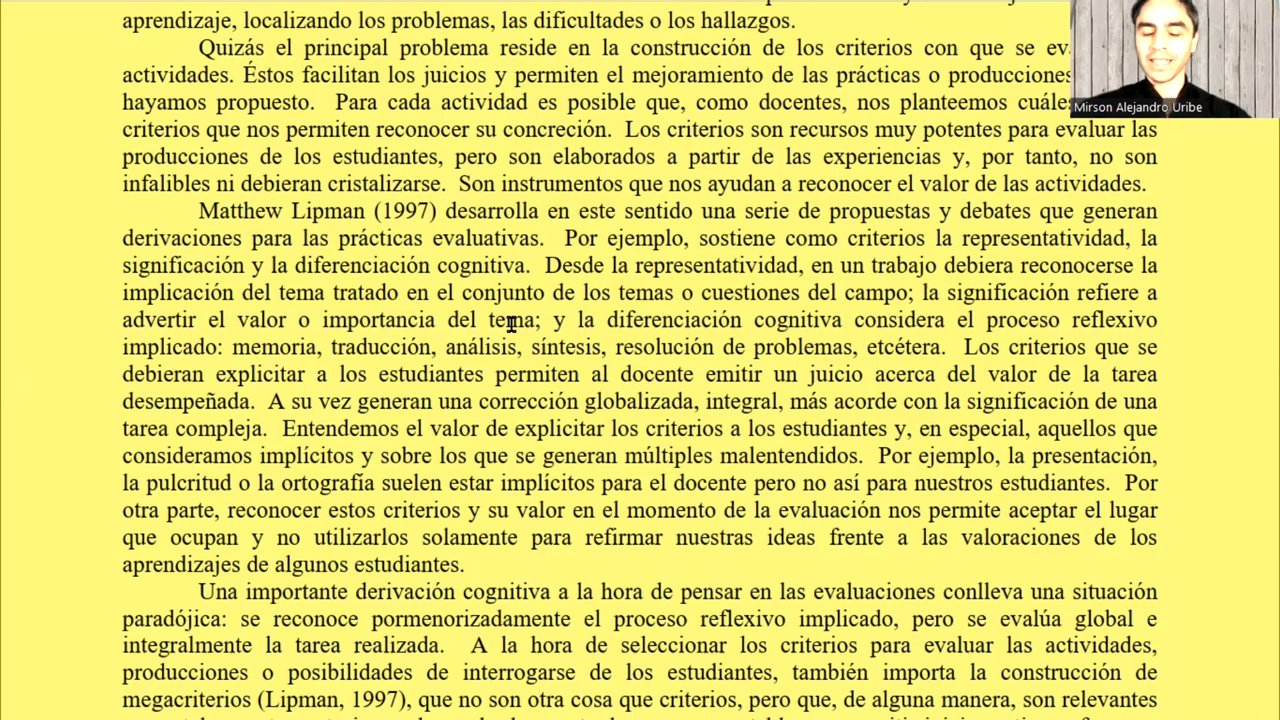 aprendizaje, localizando los problemas, las dificultades o los hallazgos.
Quizás el principal problema reside en la construcción de los criterios con que se
actividades. Éstos facilitan los juicios y permiten el mejoramiento de las prácticas o producciones
hayamos propuesto. Para cada actividad es posible que, como docentes, nos planteemos
Mirson Alejandro Uribe
criterios que nos permiten reconocer su concreción. Los criterios son recursos muy potentes para evaluar las
producciones de los estudiantes, pero son elaborados a partir de las experiencias y, por tanto, no son
infalibles ni debieran cristalizarse. Son instrumentos que nos ayudan a reconocer el valor de las actividades.
Matthew Lipman (1997) desarrolla en este sentido una serie de propuestas y debates que generan
derivaciones para las prácticas evaluativas. Por ejemplo, sostiene como criterios la representatividad, la
significación y la diferenciación cognitiva. Desde la representatividad, en un trabajo debiera reconocerse la
implicación del tema tratado en el conjunto de los temas o cuestiones del campo; la significación refiere a
advertir el valor o importancia del tema; y la diferenciación cognitiva considera el proceso reflexivo
implicado: memoria, traducción, análisis, síntesis, resolución de problemas, etcétera. Los criterios que se
debieran explicitar a los estudiantes permiten al docente emitir un juicio acerca del valor de la tarea
desempeñada. A su vez generan una corrección globalizada, integral, más acorde con la significación de una
tarea compleja. Entendemos el valor de explicitar los criterios a los estudiantes y, en especial, aquellos que
consideramos implícitos y sobre los que se generan múltiples malentendidos. Por ejemplo, la presentación,
la pulcritud o la ortografía suelen estar implícitos para el docente pero no así para nuestros estudiantes. Por
otra parte, reconocer estos criterios y su valor en el momento de la evaluación nos permite aceptar el lugar
que ocupan y no utilizarlos solamente para refirmar nuestras ideas frente a las valoraciones de los
aprendizajes de algunos estudiantes.
Una importante derivación cognitiva a la hora de pensar en las evaluaciones conlleva una situación
paradójica: se reconoce pormenorizadamente el proceso reflexivo implicado, pero se evalúa global e
integralmente la tarea realizada. A la hora de seleccionar los criterios para evaluar las actividades,
producciones o posibilidades de interrogarse de los estudiantes, también importa la construcción de
megacriterios (Lipman, 1997), que no son otra cosa que criterios, pero que, de alguna manera, son relevantes